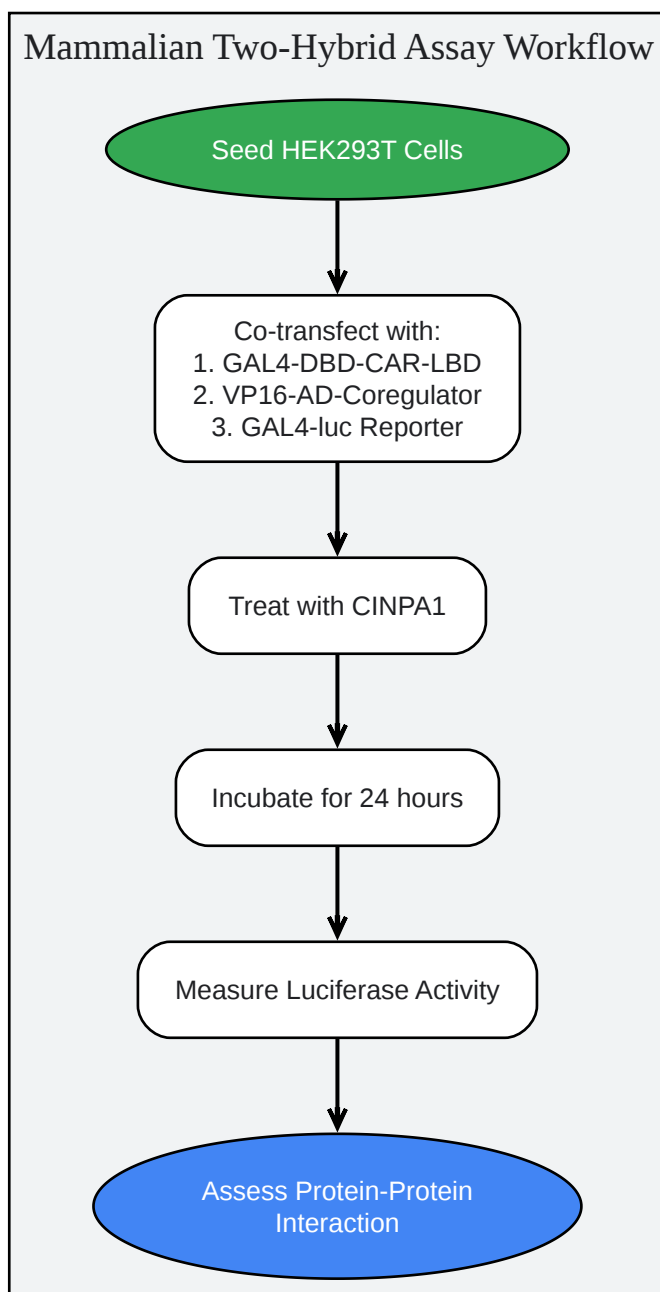 Mammalian Two-Hybrid Assay Workflow
Seed HEK293T Cells
Co-transfect with:
1. GAL4-DBD-CAR-LBD
2. VP16-AD-Coregulator
3. GAL4-luc Reporter
Treat with CINPA1
Incubate for 24 hours
Measure Luciferase Activity
Assess Protein-Protein
Interaction